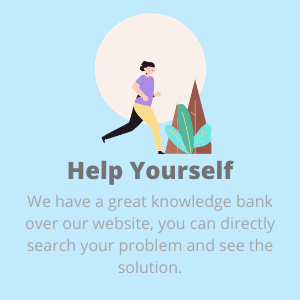 Help Yourself
We have a great knowledge bank
over our website, you can directly
search your problem and see the
solution.